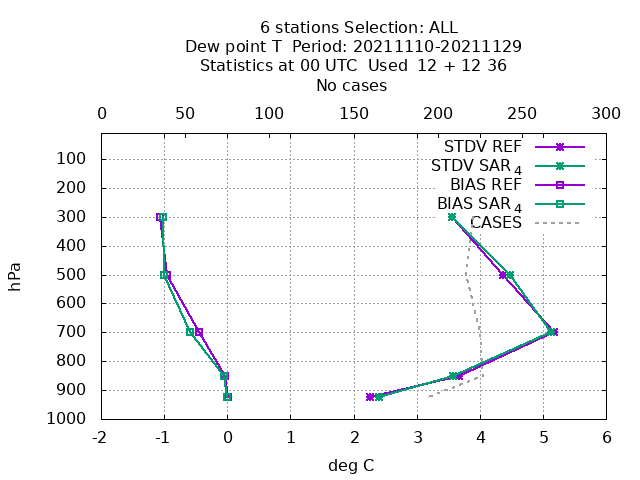 6 stations Selection: ALL
Dew point T  Period: 20211110-20211129
Statistics at 00 UTC  Used  12 + 12 36
No cases
0 50 100 150 200 250 300
STDV REF
STDV SAR 4
BIAS REF
BIAS SAR 4
CASES
100
200
300
400
500
600
700
800
900
1000
hPa
-2 -1 0 1 2 3 4 5 6
deg C